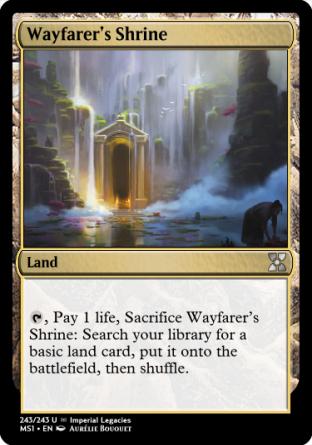 Wayfarer's Shrine
Land
, Pay 1 life, Sacrifice Wayfarer's
Shrine: Search your library for a
basic land card, put it onto the
battlefield, then shuffle.
243/243 U Imperial Legacies
MS1 • EN Aurélie Bouquet